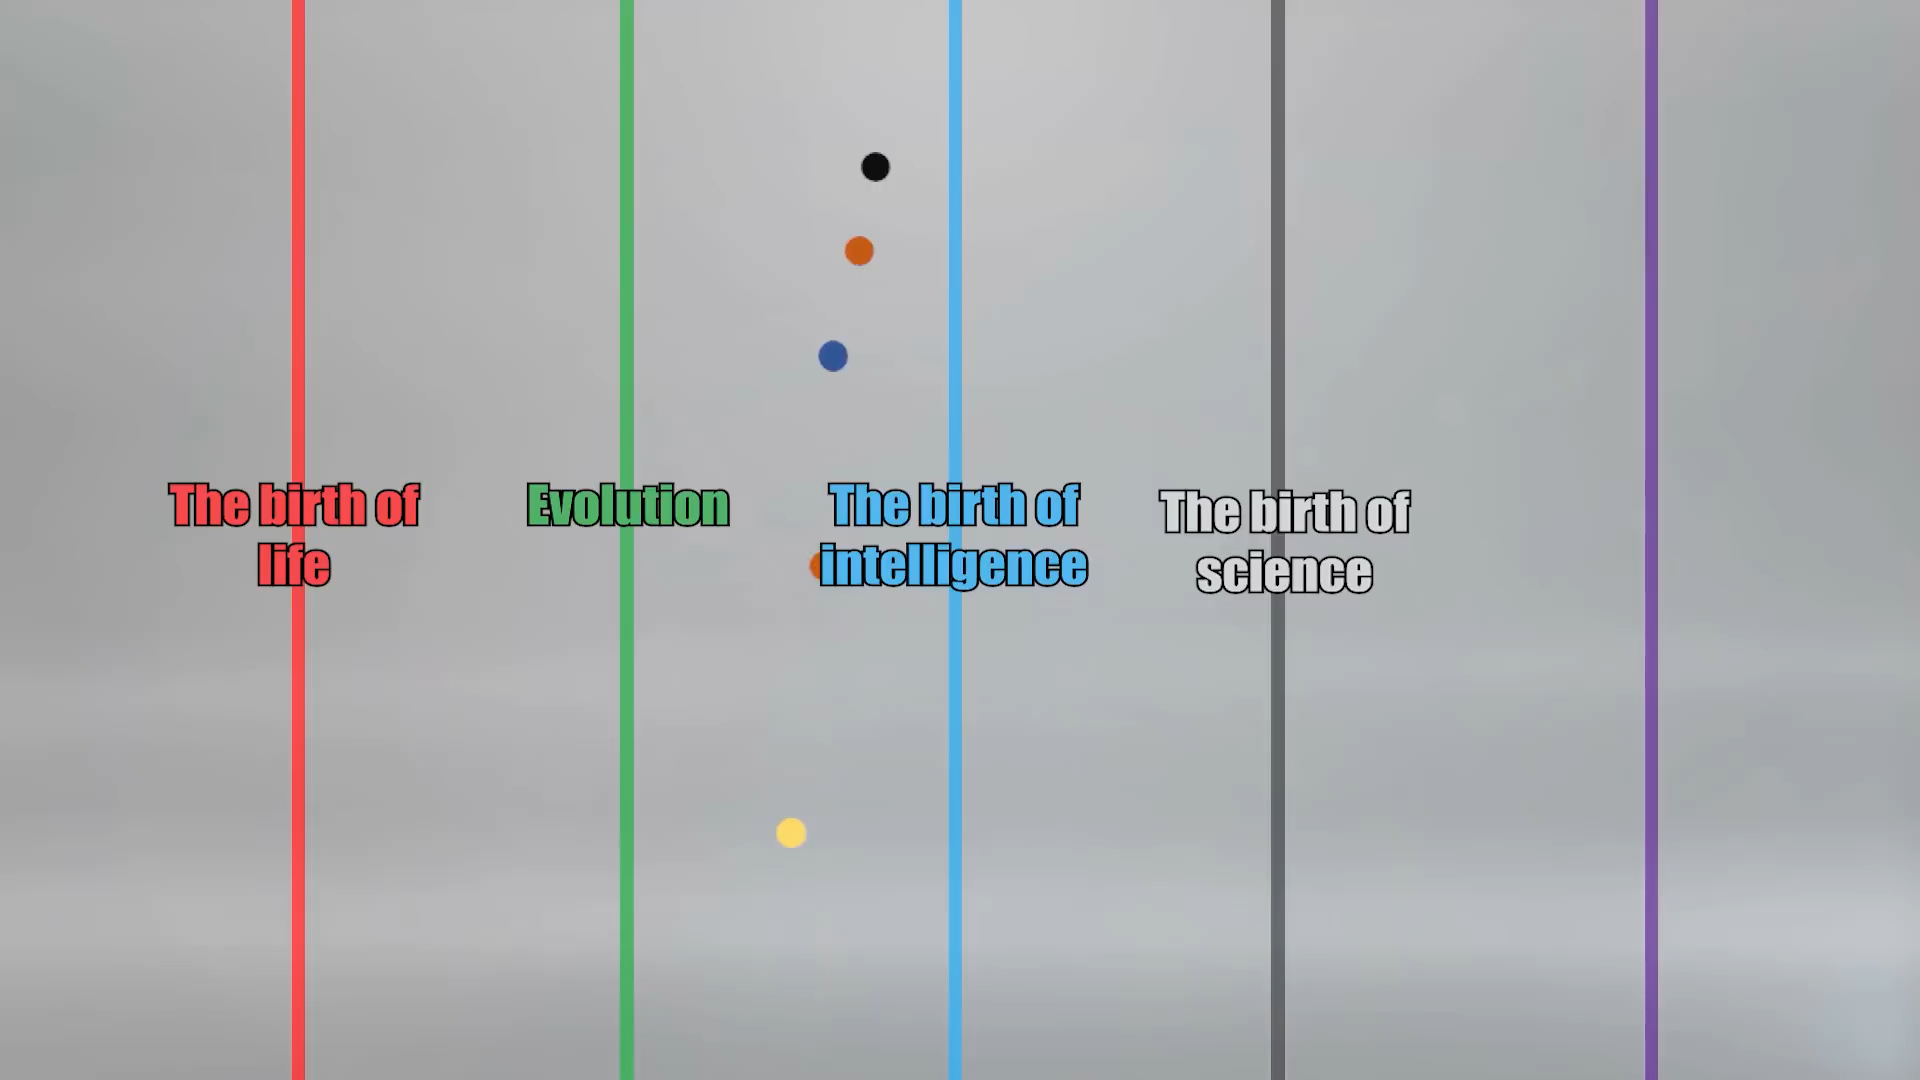 The birth of
life
Evolution
The birth of
intelligence
The birth of
science